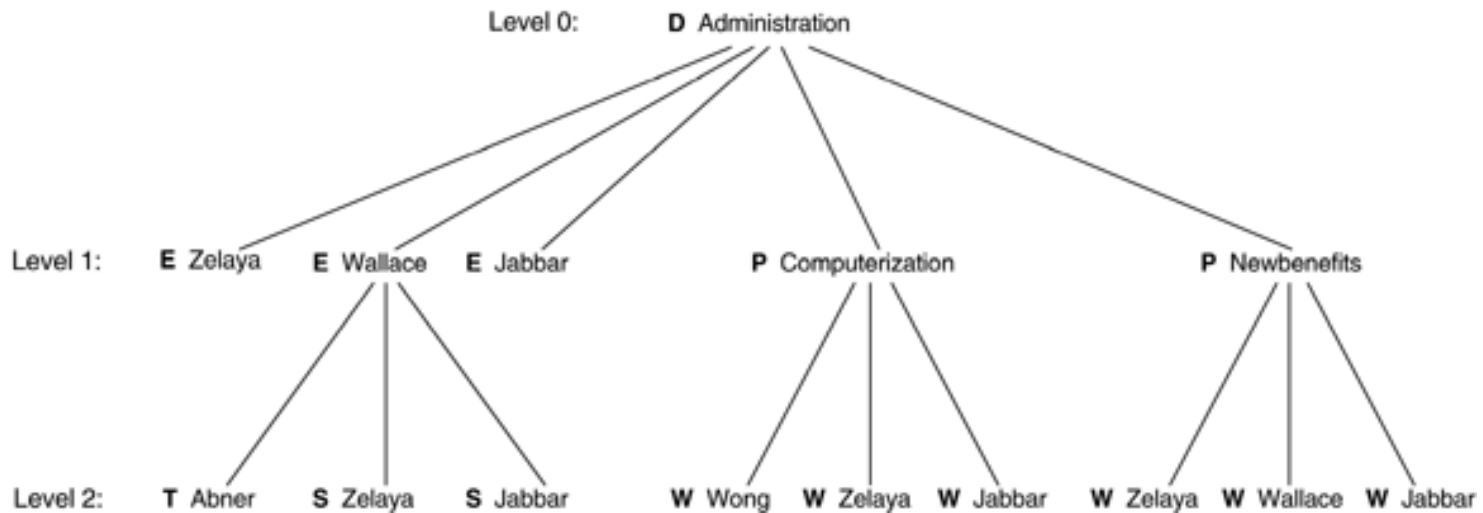 Level 0: D Administration
Level 1: E Zelaya E Wallace E Jabbar P Computerization P Newbenefits
Level 2: T Abner S Zelaya S Jabbar W Wong W Zelaya W Jabbar W Zelaya W Wallace W Jabbar